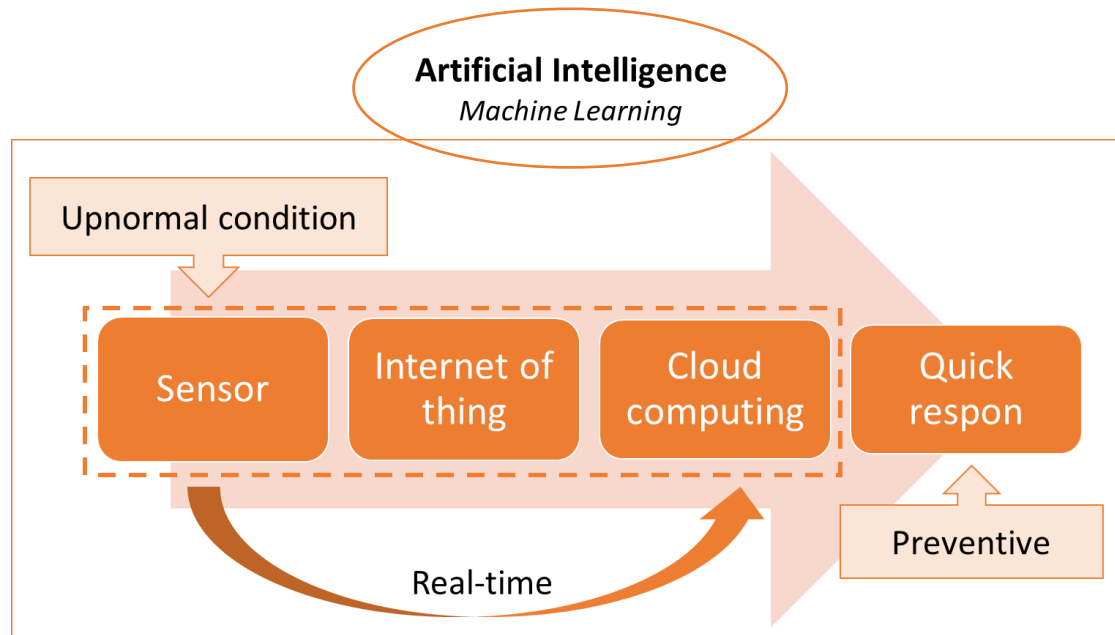 Artificial Intelligence
Machine Learning
Upnormal condition
Sensor
Internet of
thing
Cloud
computing
Quick
respon
Real-time
Preventive